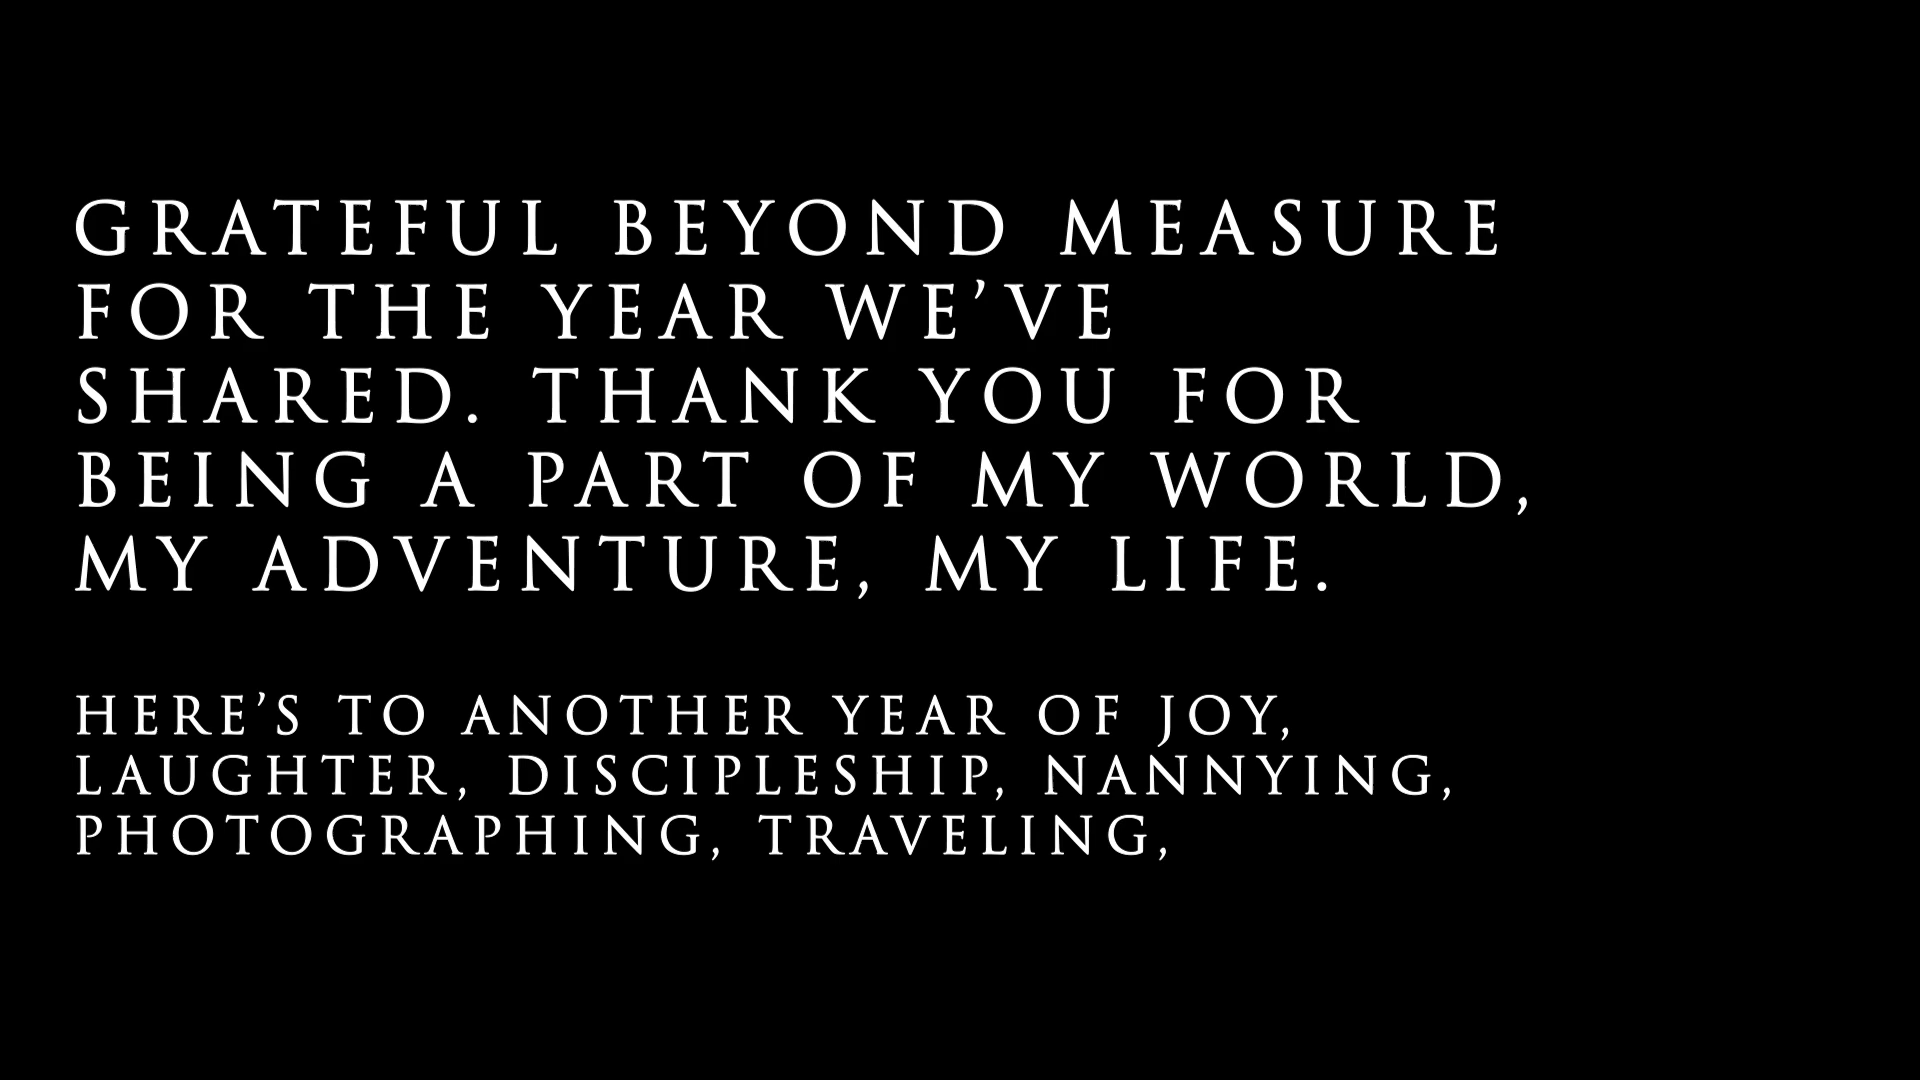 GRATEFUL BEYOND MEASURE
FOR THE YEAR WE’VE
SHARED. THANK YOU FOR
BEING A PART OF MY WORLD,
MY ADVENTURE, MY LIFE.
HERE’S TO ANOTHER YEAR OF JOY,
LAUGHTER, DISCIPLESHIP, NANNYING,
PHOTOGRAPHING, TRAVELING,